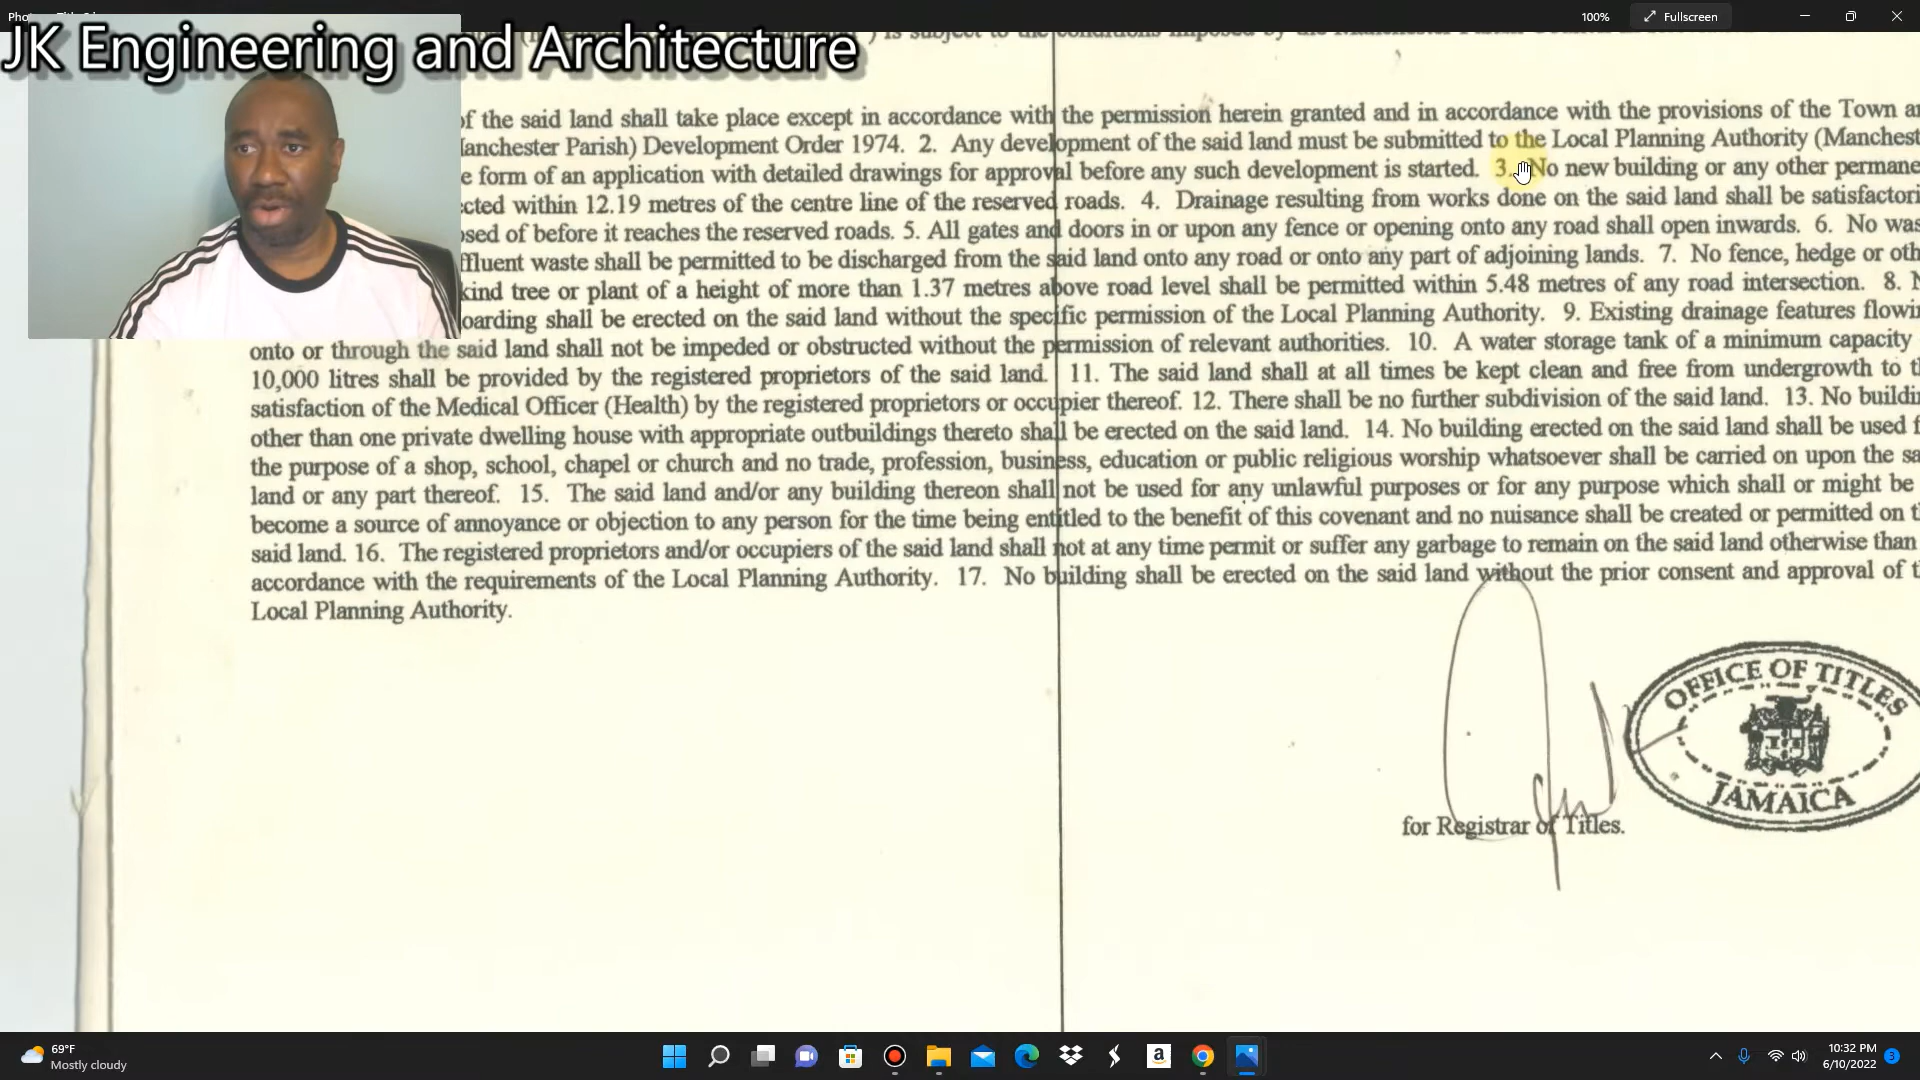 100%
Fullscreen
JK Engineering and Architecture
of the said land shall take place except in accordance with the permission herein granted and in accordance with the provisions of the Town
Parish) Development Order 1974. 2. Any development of the said land must be submitted to the Local Planning Authority
form of an application with detailed drawings for approval before any such development is started. 3. No new building or any other
within 12.19 metres of the centre line of the reserved roads. 4. Drainage resulting from works done on the said land shall be
of before it reaches the reserved roads. 5. All gates and doors in or upon any fence or opening onto any road shall open inwards. 6. No
waste shall be permitted to be discharged from the said land onto any road or onto any part of adjoining lands. 7. No fence, hedge or
kind tree or plant of a height of more than 1.37 metres above road level shall be permitted within 5.48 metres of any road intersection. 8.
shall be erected on the said land without the specific permission of the Local Planning Authority. 9. Existing drainage features
onto or through the said land shall not be impeded or obstructed without the permission of relevant authorities. 10. A water storage tank of a minimum capacity
10,000 litres shall be provided by the registered proprietors of the said land. 11. The said land shall at all times be kept clean and free from undergrowth to
satisfaction of the Medical Officer (Health) by the registered proprietors or occupier thereof. 12. There shall be no further subdivision of the said land. 13. No
other than one private dwelling house with appropriate outbuildings thereto shall be erected on the said land. 14. No building erected on the said land shall be used
the purpose of a shop, school, chapel or church and no trade, profession, business, education or public religious worship whatsoever shall be carried on upon the
land or any part thereof. 15. The said land and/or any building thereon shall not be used for any unlawful purposes or for any purpose which shall or might be
become a source of annoyance or objection to any person for the time being entitled to the benefit of this covenant and no nuisance shall be created or permitted on
said land. 16. The registered proprietors and/or occupiers of the said land shall not at any time permit or suffer any garbage to remain on the said land otherwise than
accordance with the requirements of the Local Planning Authority. 17. No building shall be erected on the said land without the prior consent and approval of
Local Planning Authority.
OFFICE OF TITLES
JAMAICA
for Registrar of Titles.
69°F
Mostly cloudy
10:32 PM
6/10/2022
3